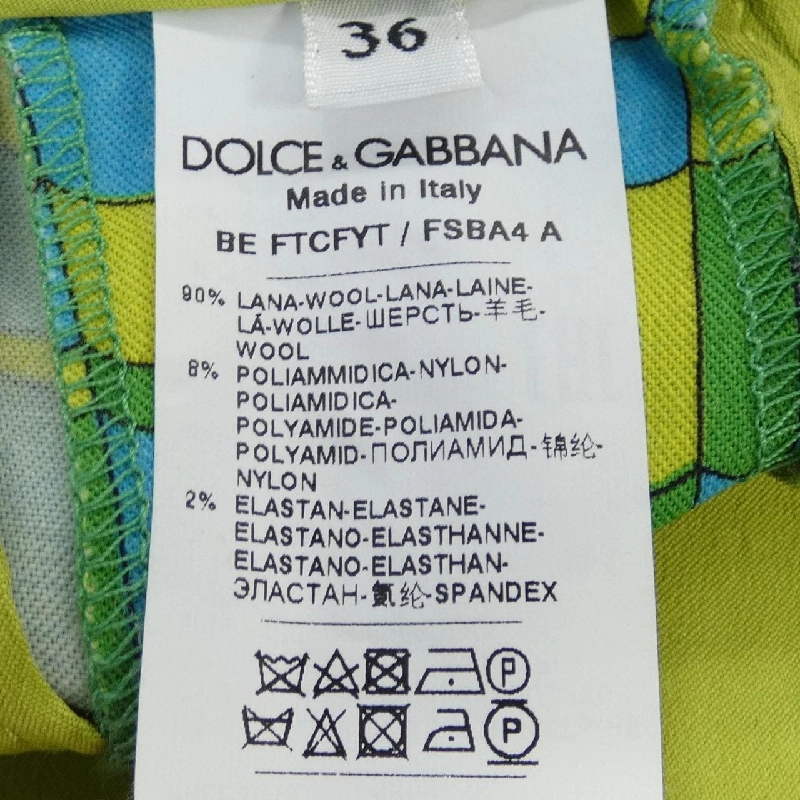 36
DOLCE & GABBANA
Made in Italy
BE FTCFYT / FSBA4 A
90% LANA-WOOL-LANA-LAINE-
LÁ-WOLLE-ШЕРСТЬ-羊毛-
WOOL
8% POLIAMMIDICA-NYLON-
POLIAMIDICA-
POLYAMIDE-POLIAMIDA-
POLYAMID-ПОЛИАМИД-锦纶-
NYLON
2% ELASTAN-ELASTANE-
ELASTANO-ELASTHANNE-
ELASTANO-ELASTHAN-
ЭЛАСТАН-氨纶-SPANDEX
P
P